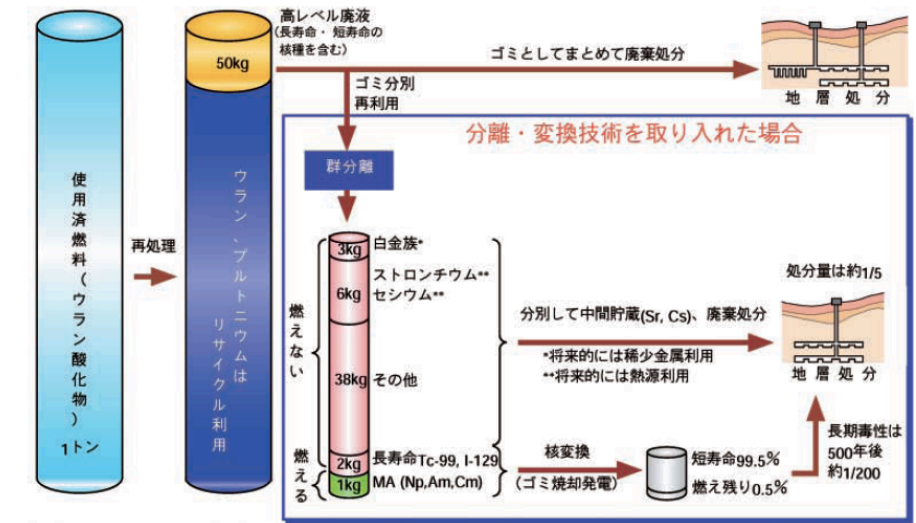 高レベル廃液
(長寿命・短寿命の
核種を含む)
50kg
ゴミとしてまとめて廃棄処分
地層処分
ゴミ分別
再利用
分離・変換技術を取り入れた場合
群分離
使用済燃料(ウラン酸化物)
1トン
再処理
ウラン、プルトニウムは
リサイクル利用
燃えない
3kg 白金族*
6kg ストロンチウム**
セシウム**
38kg その他
燃える
2kg 長寿命Tc-99, I-129
1kg MA (Np,Am,Cm)
分別して中間貯蔵(Sr, Cs)、廃棄処分
*将来的には稀少金属利用
**将来的には熱源利用
処分量は約1/5
地層処分
核変換
(ゴミ焼却発電)
短寿命99.5%
燃え残り0.5%
長期毒性は
500年後
約1/200